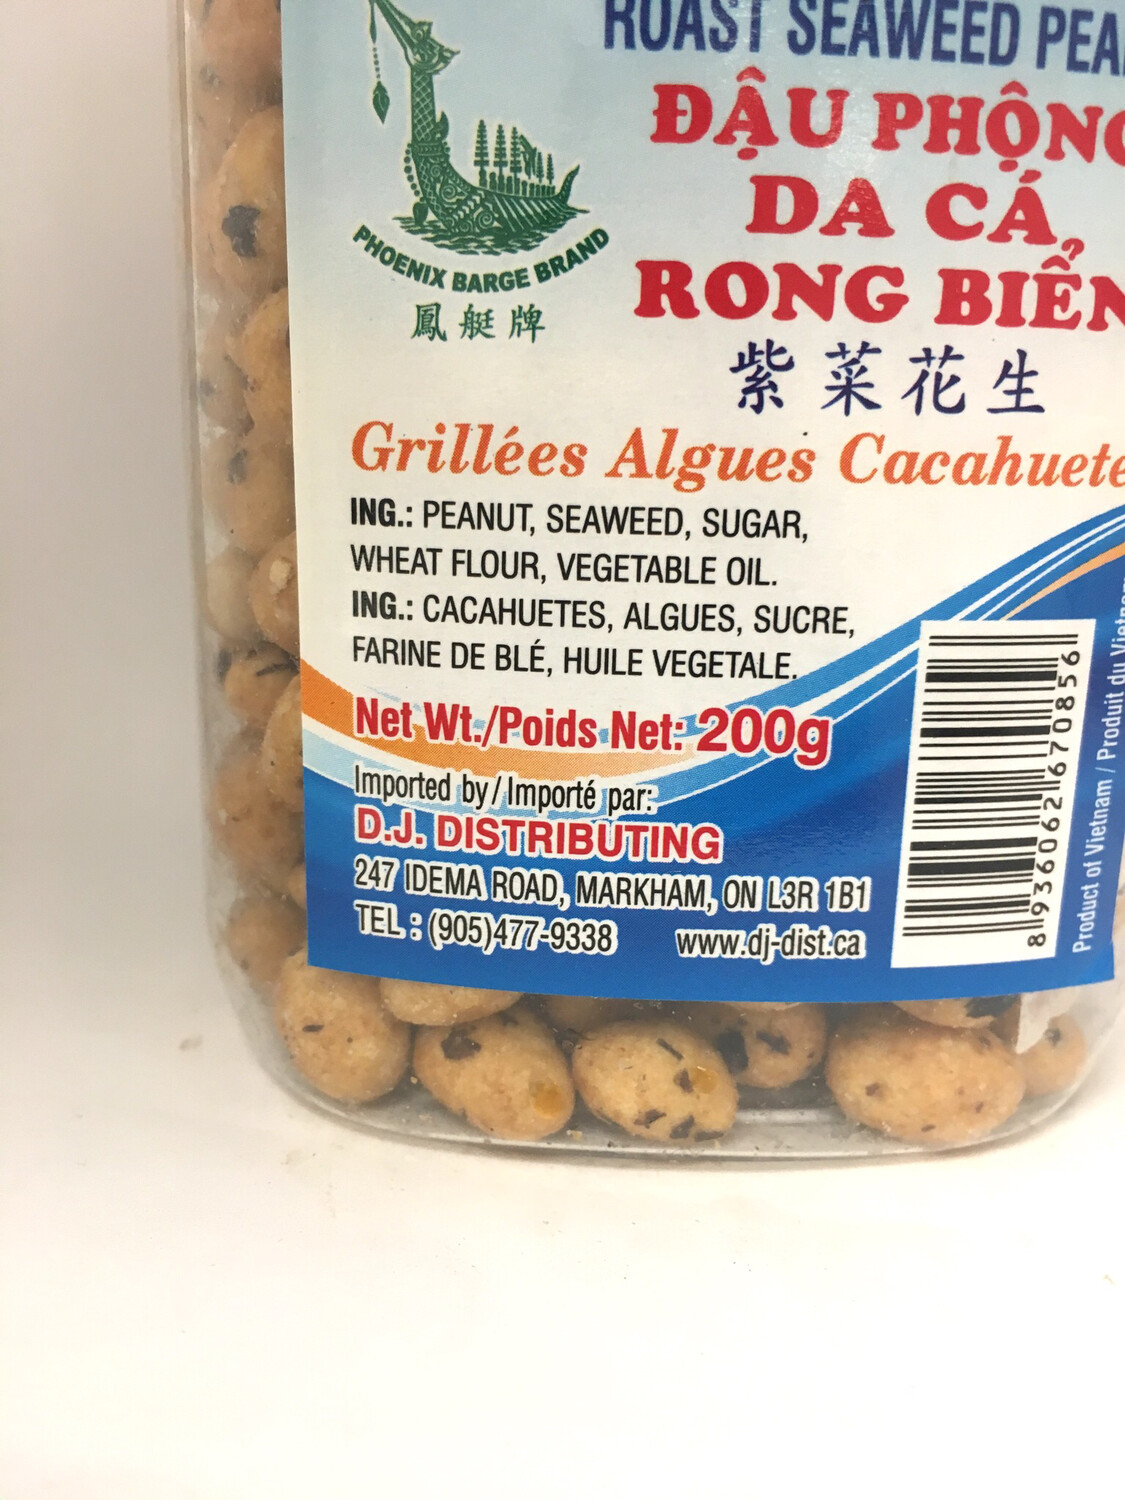 ROAST SEAWEED PEA
ĐẬU PHỘNG
DA CÁ
RONG BIỂN
紫菜花生
PHOENIX BARGE BRAND
鳳艇牌
Grillées Algues Cacahuete
ING.: PEANUT, SEAWEED, SUGAR,
WHEAT FLOUR, VEGETABLE OIL.
ING.: CACAHUETES, ALGUES, SUCRE,
FARINE DE BLÉ, HUILE VEGETALE.
Net Wt./Poids Net: 200g
Imported by/Importé par:
D.J. DISTRIBUTING
247 IDEMA ROAD, MARKHAM, ON L3R 1B1
TEL : (905)477-9338 www.dj-dist.ca
8 936062 670856
Product of Vietnam / Produit du Vietnam